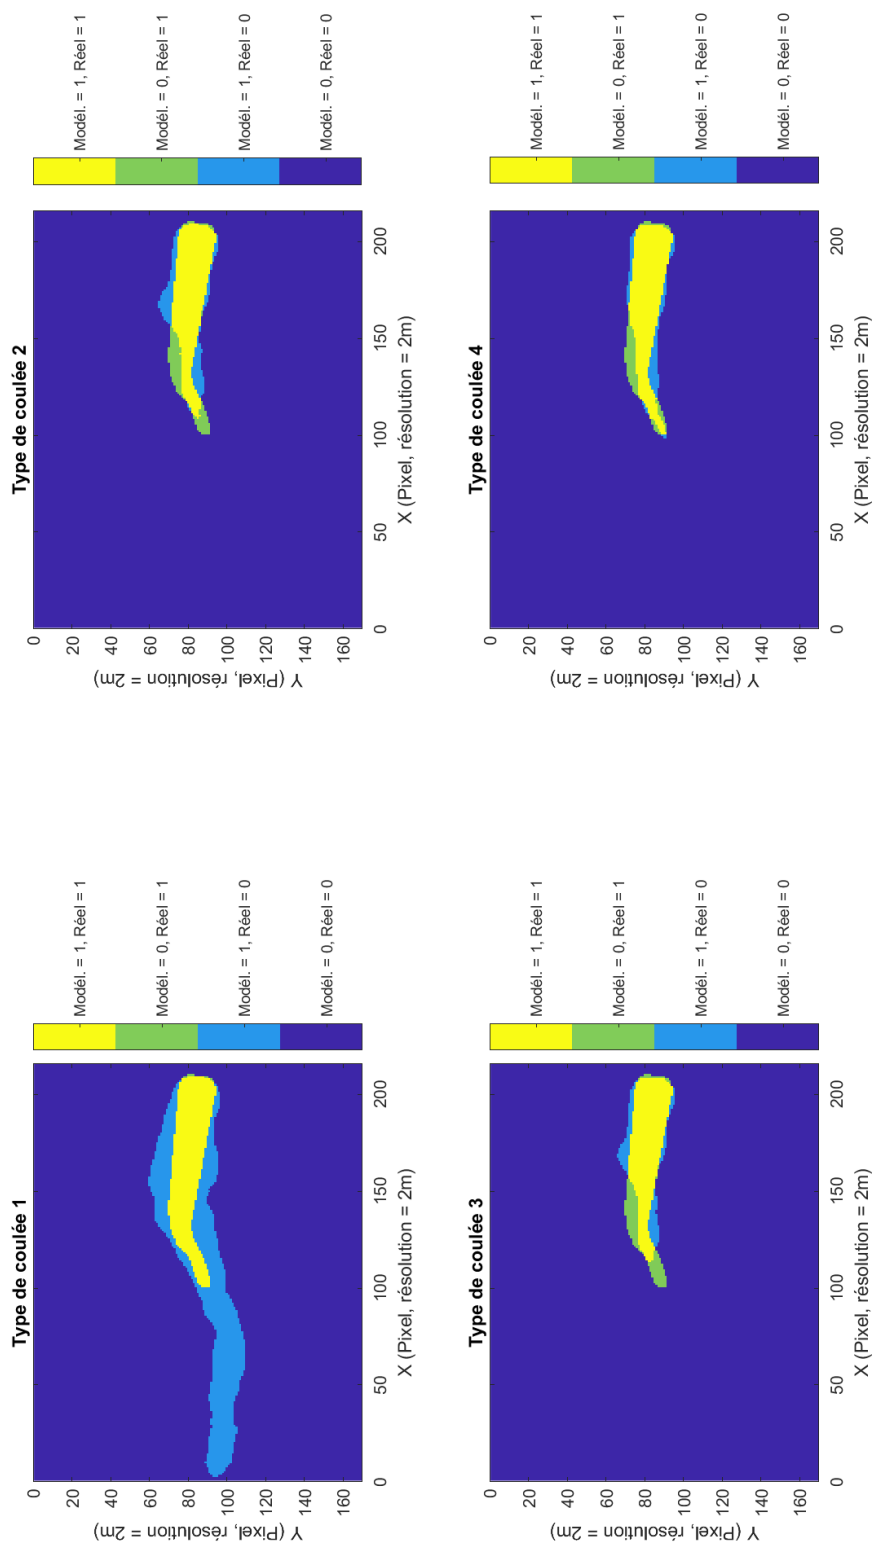 Type de coulée 1
0
20
40
60
80
100
120
140
160
Y (Pixel, résolution = 2m)
0
50
100
150
200
X (Pixel, résolution = 2m)
Modél. = 1, Réel = 1
Modél. = 0, Réel = 1
Modél. = 1, Réel = 0
Modél. = 0, Réel = 0
Type de coulée 2
0
20
40
60
80
100
120
140
160
Y (Pixel, résolution = 2m)
0
50
100
150
200
X (Pixel, résolution = 2m)
Modél. = 1, Réel = 1
Modél. = 0, Réel = 1
Modél. = 1, Réel = 0
Modél. = 0, Réel = 0
Type de coulée 3
0
20
40
60
80
100
120
140
160
Y (Pixel, résolution = 2m)
0
50
100
150
200
X (Pixel, résolution = 2m)
Modél. = 1, Réel = 1
Modél. = 0, Réel = 1
Modél. = 1, Réel = 0
Modél. = 0, Réel = 0
Type de coulée 4
0
20
40
60
80
100
120
140
160
Y (Pixel, résolution = 2m)
0
50
100
150
200
X (Pixel, résolution = 2m)
Modél. = 1, Réel = 1
Modél. = 0, Réel = 1
Modél. = 1, Réel = 0
Modél. = 0, Réel = 0